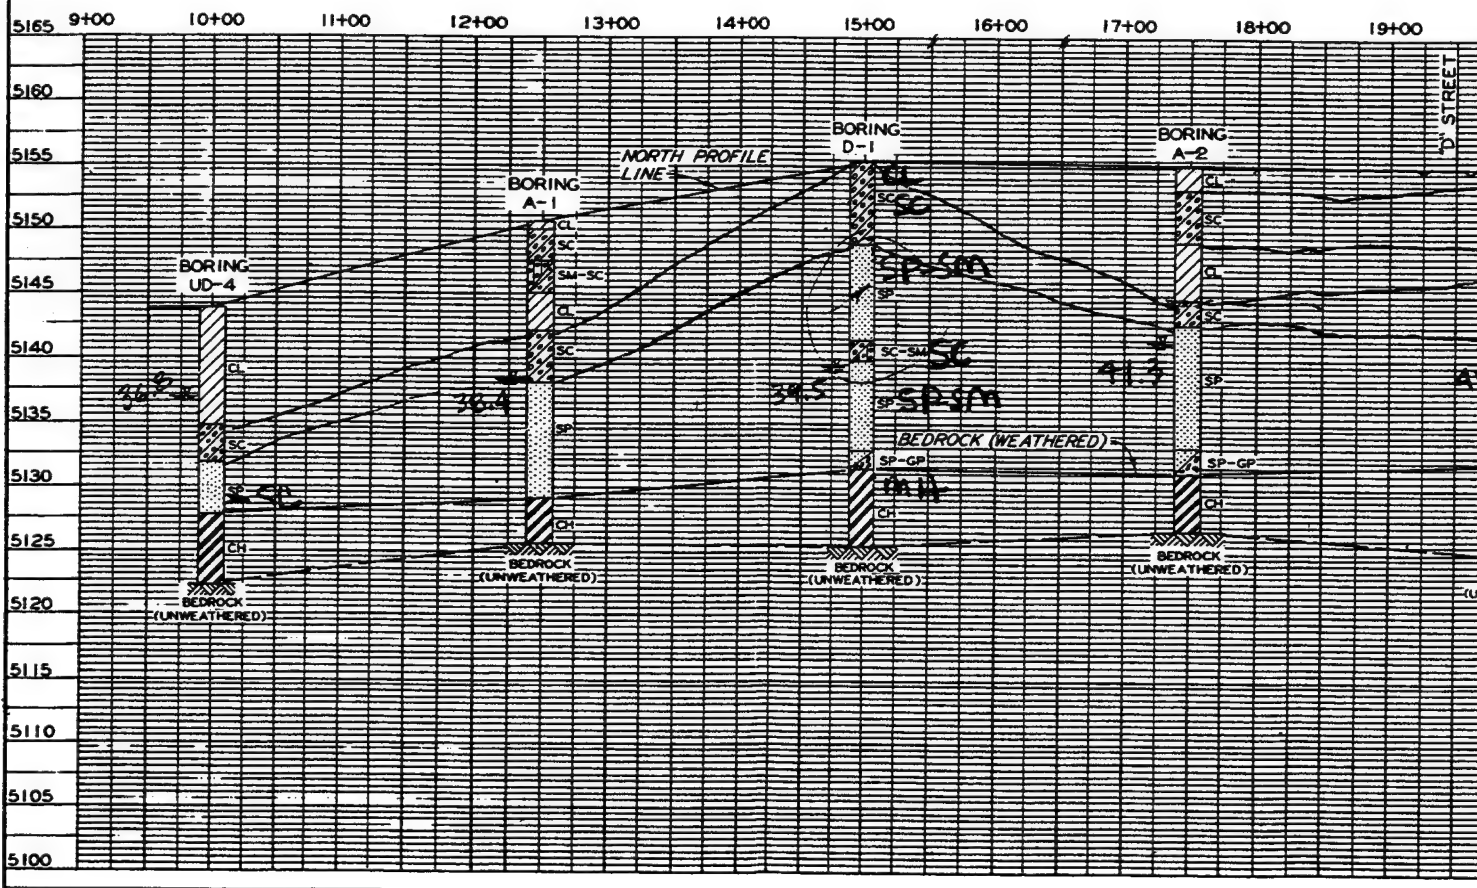 9+00 10+00 11+00 12+00 13+00 14+00 15+00 16+00 17+00 18+00 19+00
5165
5160
5155
5150
5145
5140
5135
5130
5125
5120
5115
5110
5105
5100
"D" STREET
NORTH PROFILE
LINE
BORING
UD-4
CL
36.8
SC
SP
SC
CH
BEDROCK
(UNWEATHERED)
BORING
A-1
CL
SC
SM-SC
CL
SC
38.4
SP
CH
BEDROCK
(UNWEATHERED)
BORING
D-1
CL
SC
SC
SP-SM
SP
SC-SM
SC
39.5
SP
SP-SM
SP-GP
MH
CH
BEDROCK
(UNWEATHERED)
BEDROCK (WEATHERED)
BORING
A-2
CL
SC
CL
SC
41.3
SP
SP-GP
CH
BEDROCK
(UNWEATHERED)